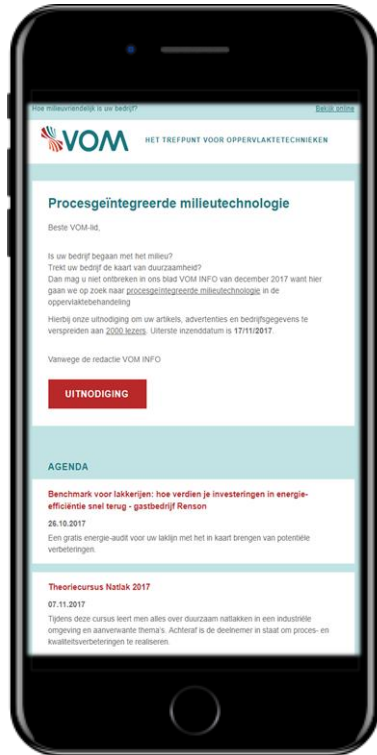 Hoe milieuvriendelijk is uw bedrijf?
Bekijk online
VOM
HET TREFPUNT VOOR OPPERVLAKTETECHNIEKEN
Procesgeïntegreerde milieutechnologie
Beste VOM-lid,
Is uw bedrijf begaan met het milieu?
Trekt uw bedrijf de kaart van duurzaamheid?
Dan mag u niet ontbreken in ons blad VOM INFO van december 2017 want hier
gaan we op zoek naar procesgeïntegreerde milieutechnologie in de
oppervlaktebehandeling
Hierbij onze uitnodiging om uw artikels, advertenties en bedrijfsgegevens te
verspreiden aan 2000 lezers. Uiterste inzenddatum is 17/11/2017.
Vanwege de redactie VOM INFO
UITNODIGING
AGENDA
Benchmark voor lakkerijen: hoe verdien je investeringen in energie-
efficiëntie snel terug - gastbedrijf Renson
26.10.2017
Een gratis energie-audit voor uw laklijn met het in kaart brengen van potentiële
verbeteringen.
Theoriecursus Natlak 2017
07.11.2017
Tijdens deze cursus leert men alles over duurzaam natlakken in een industriële
omgeving en aanverwante thema's. Achteraf is de deelnemer in staat om proces- en
kwaliteitsverbeteringen te realiseren.